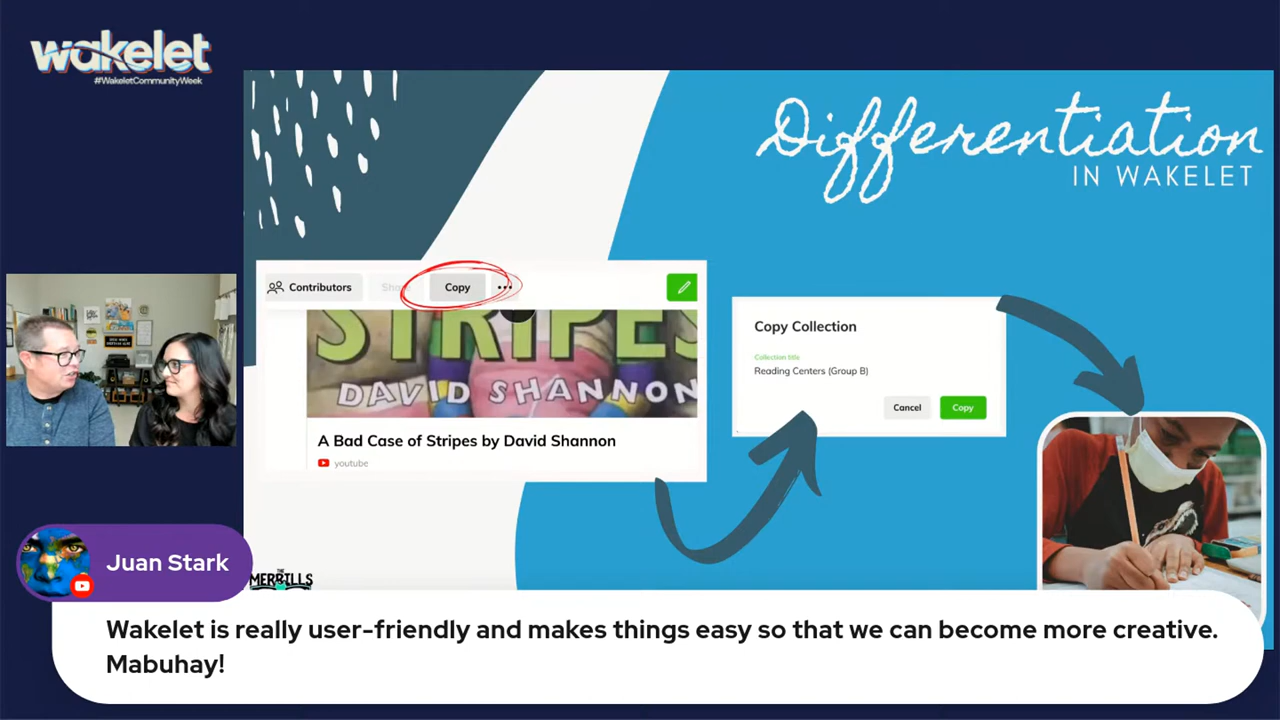 wakelet
#WakeletCommunityWeek
Differentiation
IN WAKELET
Contributors
Share
Copy
STRIPES
DAVID SHANNON
A Bad Case of Stripes by David Shannon
youtube
Copy Collection
Collection title
Reading Centers (Group B)
Cancel
Copy
THE
MERRILLS
Juan Stark
Wakelet is really user-friendly and makes things easy so that we can become more creative.
Mabuhay!